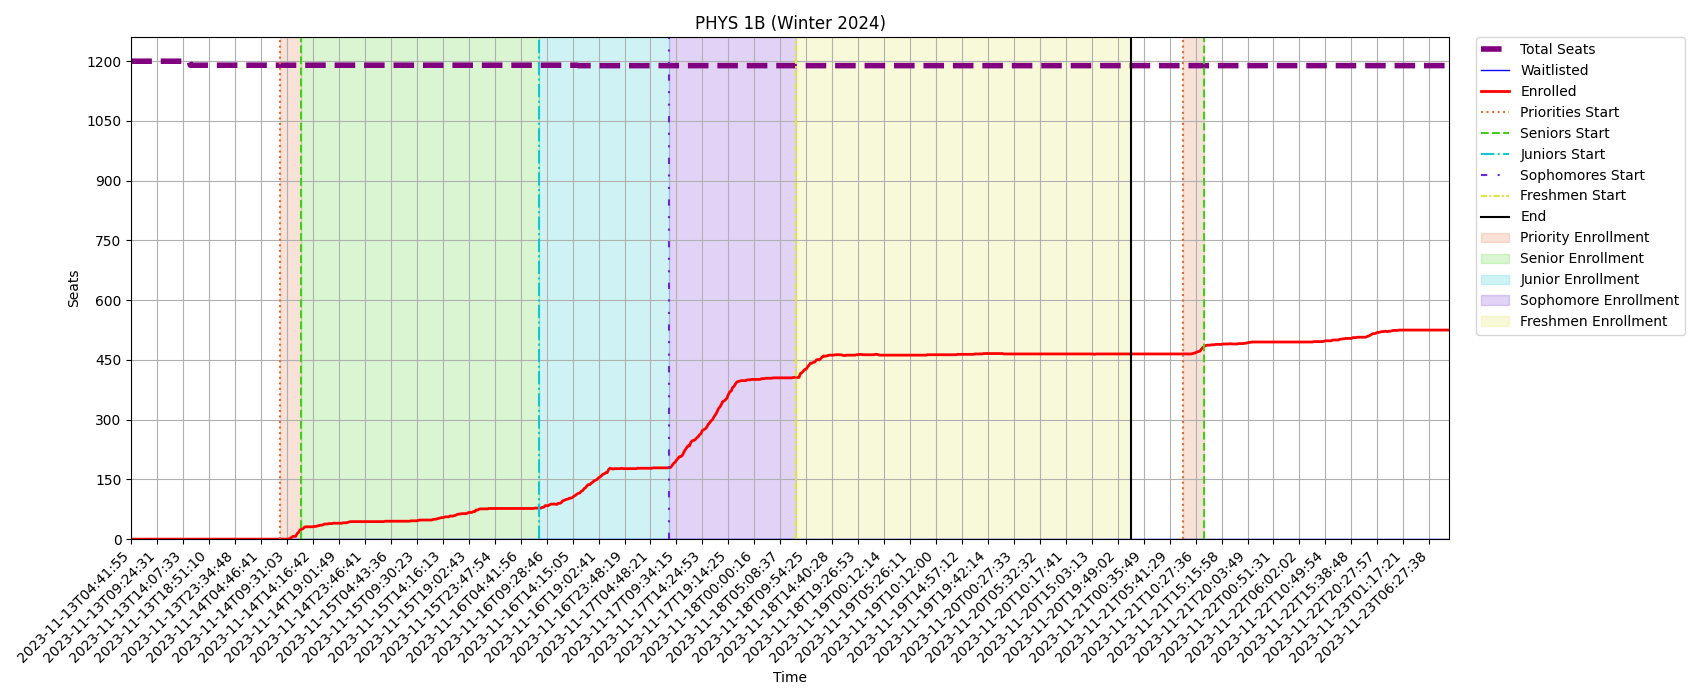 PHYS 1B (Winter 2024)
1200
1050
900
750
600
450
300
150
0
Seats
2023-11-13T04:41:55
2023-11-13T09:24:31
2023-11-13T14:07:33
2023-11-13T18:51:10
2023-11-13T23:34:48
2023-11-14T04:46:41
2023-11-14T09:31:03
2023-11-14T14:16:42
2023-11-14T19:01:49
2023-11-14T23:46:41
2023-11-15T04:43:36
2023-11-15T09:30:23
2023-11-15T14:16:13
2023-11-15T19:02:43
2023-11-15T23:47:54
2023-11-16T04:41:56
2023-11-16T09:28:46
2023-11-16T14:15:05
2023-11-16T19:02:41
2023-11-16T23:48:19
2023-11-17T04:48:21
2023-11-17T09:34:15
2023-11-17T14:24:53
2023-11-17T19:14:25
2023-11-18T00:00:16
2023-11-18T05:08:37
2023-11-18T09:54:25
2023-11-18T14:40:28
2023-11-18T19:26:53
2023-11-19T00:12:14
2023-11-19T05:26:11
2023-11-19T10:12:00
2023-11-19T14:57:12
2023-11-19T19:42:14
2023-11-20T00:27:33
2023-11-20T05:32:32
2023-11-20T10:17:41
2023-11-20T15:03:13
2023-11-20T19:49:02
2023-11-21T00:35:49
2023-11-21T05:41:29
2023-11-21T10:27:36
2023-11-21T15:15:58
2023-11-21T20:03:49
2023-11-22T00:51:31
2023-11-22T06:02:02
2023-11-22T10:49:54
2023-11-22T15:38:48
2023-11-22T20:27:57
2023-11-23T01:17:21
2023-11-23T06:27:38
Time
Total Seats
Waitlisted
Enrolled
Priorities Start
Seniors Start
Juniors Start
Sophomores Start
Freshmen Start
End
Priority Enrollment
Senior Enrollment
Junior Enrollment
Sophomore Enrollment
Freshmen Enrollment